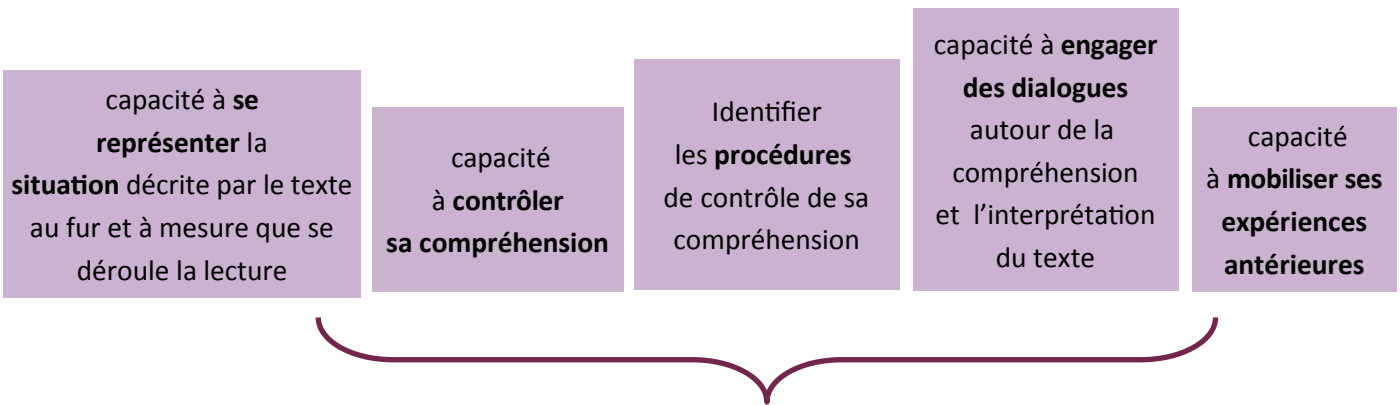 capacité à se
représenter la
situation décrite par le texte
au fur et à mesure que se
déroule la lecture
capacité
à contrôler
sa compréhension
Identifier
les procédures
de contrôle de sa
compréhension
capacité à engager
des dialogues
autour de la
compréhension
et l’interprétation
du texte
capacité
à mobiliser ses
expériences
antérieures